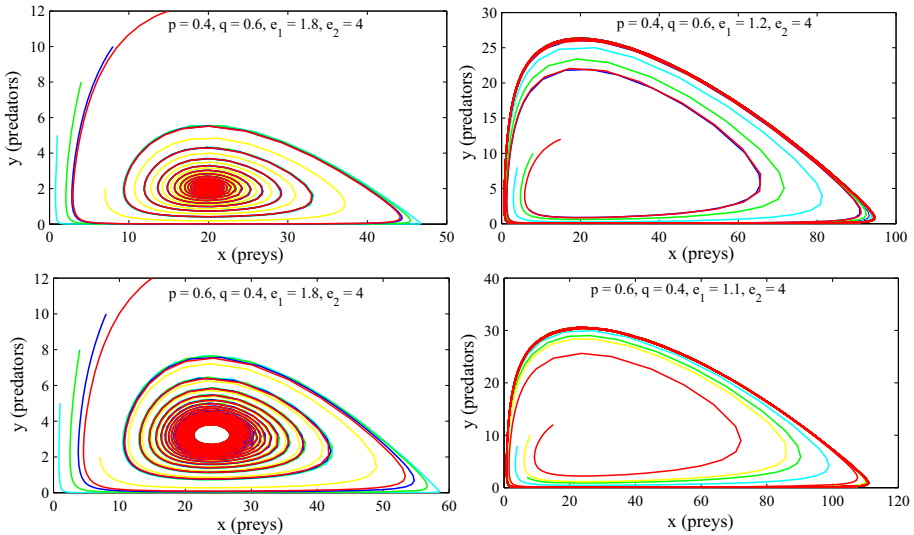 p = 0.4, q = 0.6, e₁ = 1.8, e₂ = 4
y (predators)
12
10
8
6
4
2
0
0 10 20 30 40 50
x (preys)
p = 0.4, q = 0.6, e₁ = 1.2, e₂ = 4
y (predators)
30
25
20
15
10
5
0
0 20 40 60 80 100
x (preys)
p = 0.6, q = 0.4, e₁ = 1.8, e₂ = 4
y (predators)
12
10
8
6
4
2
0
0 10 20 30 40 50 60
x (preys)
p = 0.6, q = 0.4, e₁ = 1.1, e₂ = 4
y (predators)
40
30
20
10
0
0 20 40 60 80 100 120
x (preys)